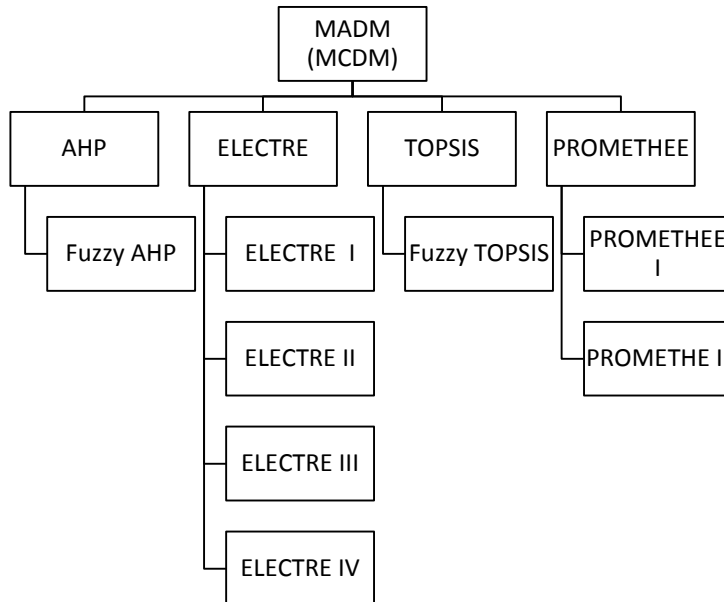 MADM
(MCDM)
AHP
ELECTRE
TOPSIS
PROMETHEE
Fuzzy AHP
ELECTRE I
Fuzzy TOPSIS
PROMETHEE
I
ELECTRE II
PROMETHE I
ELECTRE III
ELECTRE IV